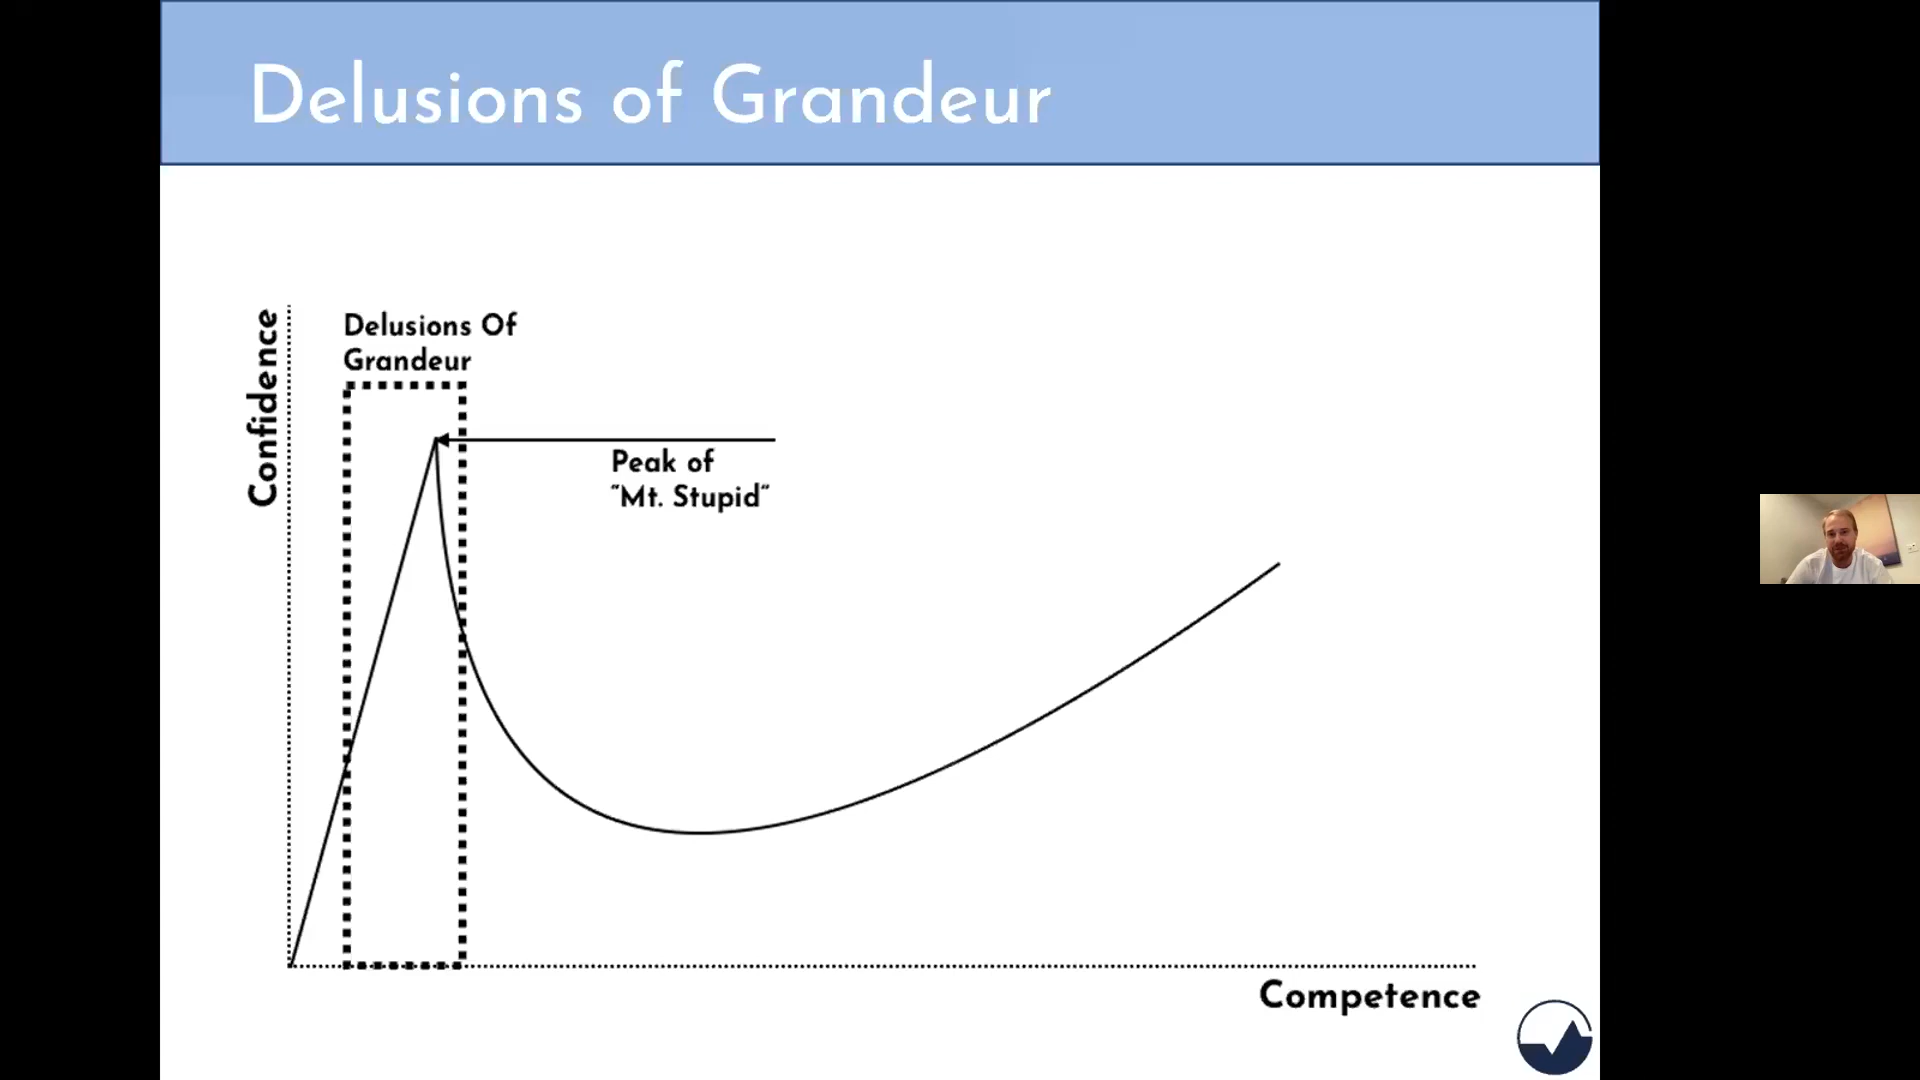 Delusions of Grandeur
Confidence
Delusions Of
Grandeur
Peak of
"Mt. Stupid"
Competence